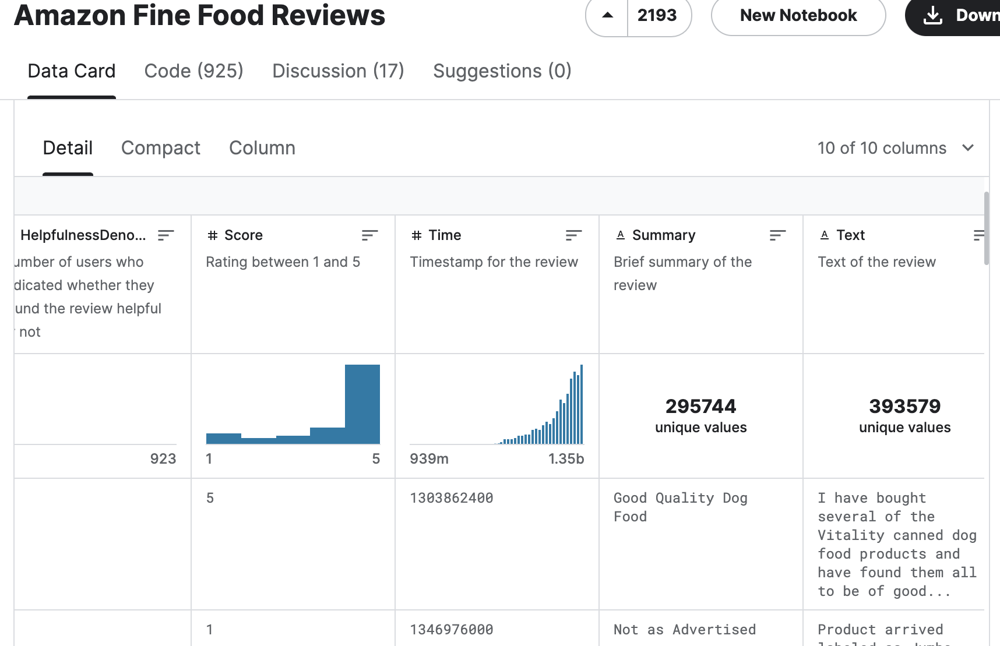 Amazon Fine Food Reviews
2193
New Notebook
Down
Data Card
Code (925)
Discussion (17)
Suggestions (0)
Detail
Compact
Column
10 of 10 columns
HelpfulnessDeno...
umber of users who
dicated whether they
und the review helpful
not
923
# Score
Rating between 1 and 5
1
5
# Time
Timestamp for the review
939m
1.35b
A Summary
Brief summary of the
review
295744
unique values
A Text
Text of the review
393579
unique values
5
1303862400
Good Quality Dog
Food
I have bought
several of the
Vitality canned dog
food products and
have found them all
to be of good...
1
1346976000
Not as Advertised
Product arrived